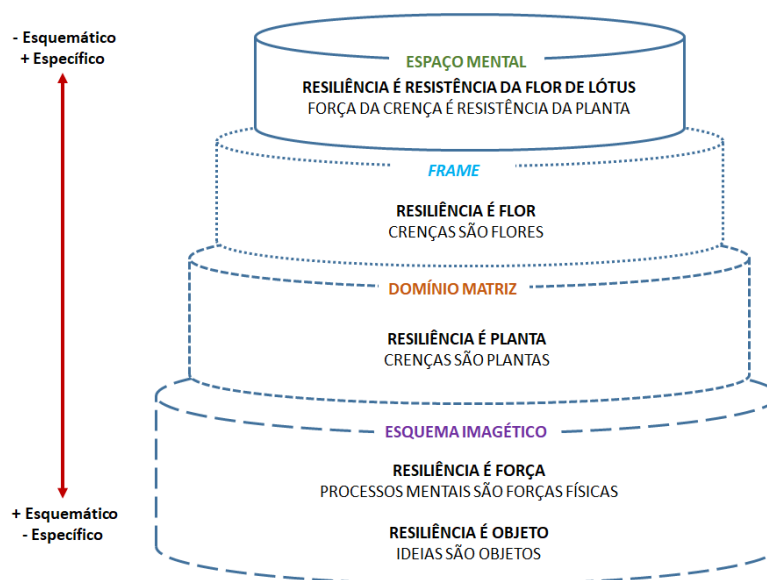 - Esquemático
+ Específico
ESPAÇO MENTAL
RESILIÊNCIA É RESISTÊNCIA DA FLOR DE LÓTUS
FORÇA DA CRENÇA É RESISTÊNCIA DA PLANTA
FRAME
RESILIÊNCIA É FLOR
CRENÇAS SÃO FLORES
DOMÍNIO MATRIZ
RESILIÊNCIA É PLANTA
CRENÇAS SÃO PLANTAS
ESQUEMA IMAGÉTICO
RESILIÊNCIA É FORÇA
PROCESSOS MENTAIS SÃO FORÇAS FÍSICAS
RESILIÊNCIA É OBJETO
IDEIAS SÃO OBJETOS
+ Esquemático
- Específico